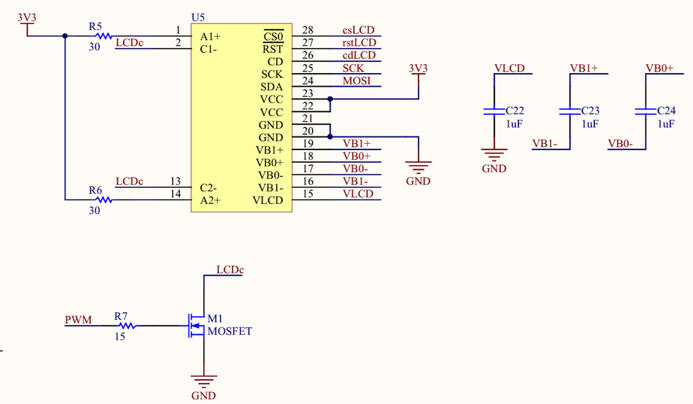 3V3
U5
R5
30
LCDc
1
2
A1+
C1-
CS0
RST
CD
SCK
SDA
VCC
VCC
GND
GND
VB1+
VB0+
VB0-
VB1-
VLCD
28
27
26
25
24
23
22
21
20
19
18
17
16
15
csLCD
rstLCD
cdLCD
SCK
MOSI
VB1+
VB0+
VB0-
VB1-
VLCD
3V3
GND
LCDc
13
14
C2-
A2+
R6
30
VLCD
C22
1uF
GND
VB1+
C23
1uF
VB1-
VB0+
C24
1uF
VB0-
LCDc
PWM
R7
15
M1
MOSFET
GND